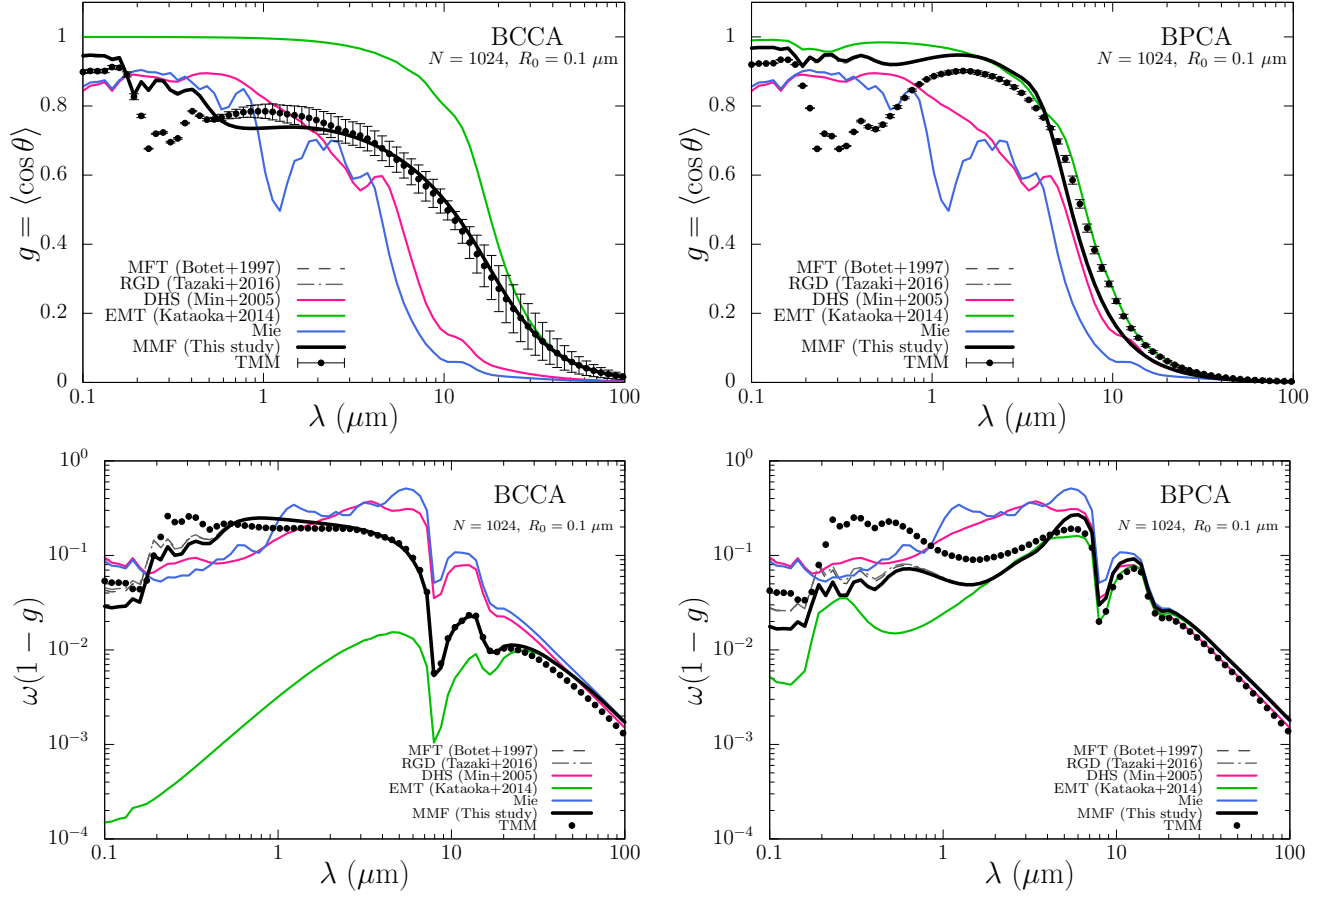 BCCA
N = 1024, R₀ = 0.1 μm
g = ⟨cos θ⟩
1
0.8
0.6
0.4
0.2
0
MFT (Botet+1997)
RGD (Tazaki+2016)
DHS (Min+2005)
EMT (Kataoka+2014)
Mie
MMF (This study)
TMM
0.1 1 10 100
λ (μm)
BPCA
N = 1024, R₀ = 0.1 μm
g = ⟨cos θ⟩
1
0.8
0.6
0.4
0.2
0
MFT (Botet+1997)
RGD (Tazaki+2016)
DHS (Min+2005)
EMT (Kataoka+2014)
Mie
MMF (This study)
TMM
0.1 1 10 100
λ (μm)
BCCA
N = 1024, R₀ = 0.1 μm
ω(1 − g)
10⁰
10⁻¹
10⁻²
10⁻³
10⁻⁴
MFT (Botet+1997)
RGD (Tazaki+2016)
DHS (Min+2005)
EMT (Kataoka+2014)
Mie
MMF (This study)
TMM
0.1 1 10 100
λ (μm)
BPCA
N = 1024, R₀ = 0.1 μm
ω(1 − g)
10⁰
10⁻¹
10⁻²
10⁻³
10⁻⁴
MFT (Botet+1997)
RGD (Tazaki+2016)
DHS (Min+2005)
EMT (Kataoka+2014)
Mie
MMF (This study)
TMM
0.1 1 10 100
λ (μm)